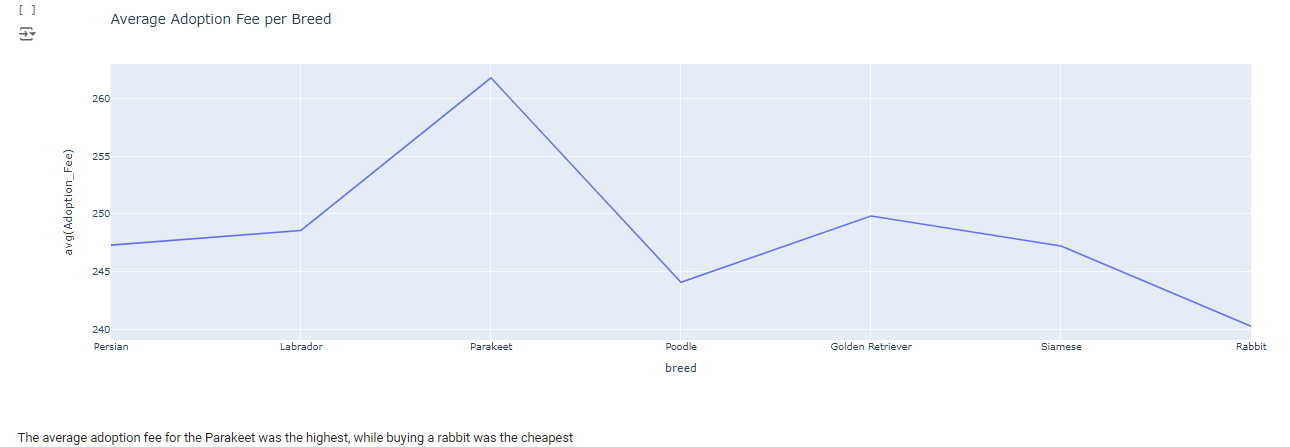 [ ]
Average Adoption Fee per Breed
260
255
250
245
240
avg(Adoption_Fee)
Persian Labrador Parakeet Poodle Golden Retriever Siamese Rabbit
breed
The average adoption fee for the Parakeet was the highest, while buying a rabbit was the cheapest